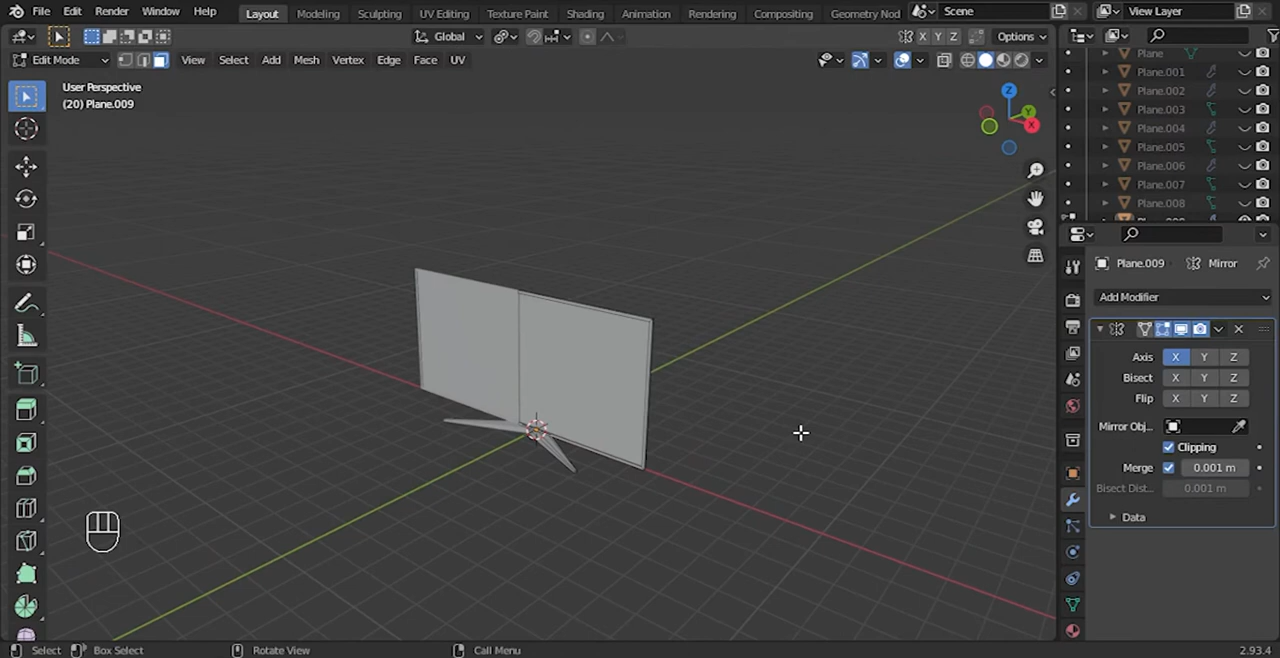 File Edit Render Window Help Layout Modeling Sculpting UV Editing Texture Paint Shading Animation Rendering Compositing Geometry Nod Scene View Layer
Global Options
X Y Z
Edit Mode View Select Add Mesh Vertex Edge Face UV
User Perspective
(20) Plane.009
Z
Y
X
Plane
Plane.001
Plane.002
Plane.003
Plane.004
Plane.005
Plane.006
Plane.007
Plane.008
Plane.009 Mirror
Add Modifier
Axis X Y Z
Bisect X Y Z
Flip X Y Z
Mirror Obj...
Clipping
Merge 0.001 m
Bisect Dist... 0.001 m
Data
Select Box Select Rotate View Call Menu 2.93.4